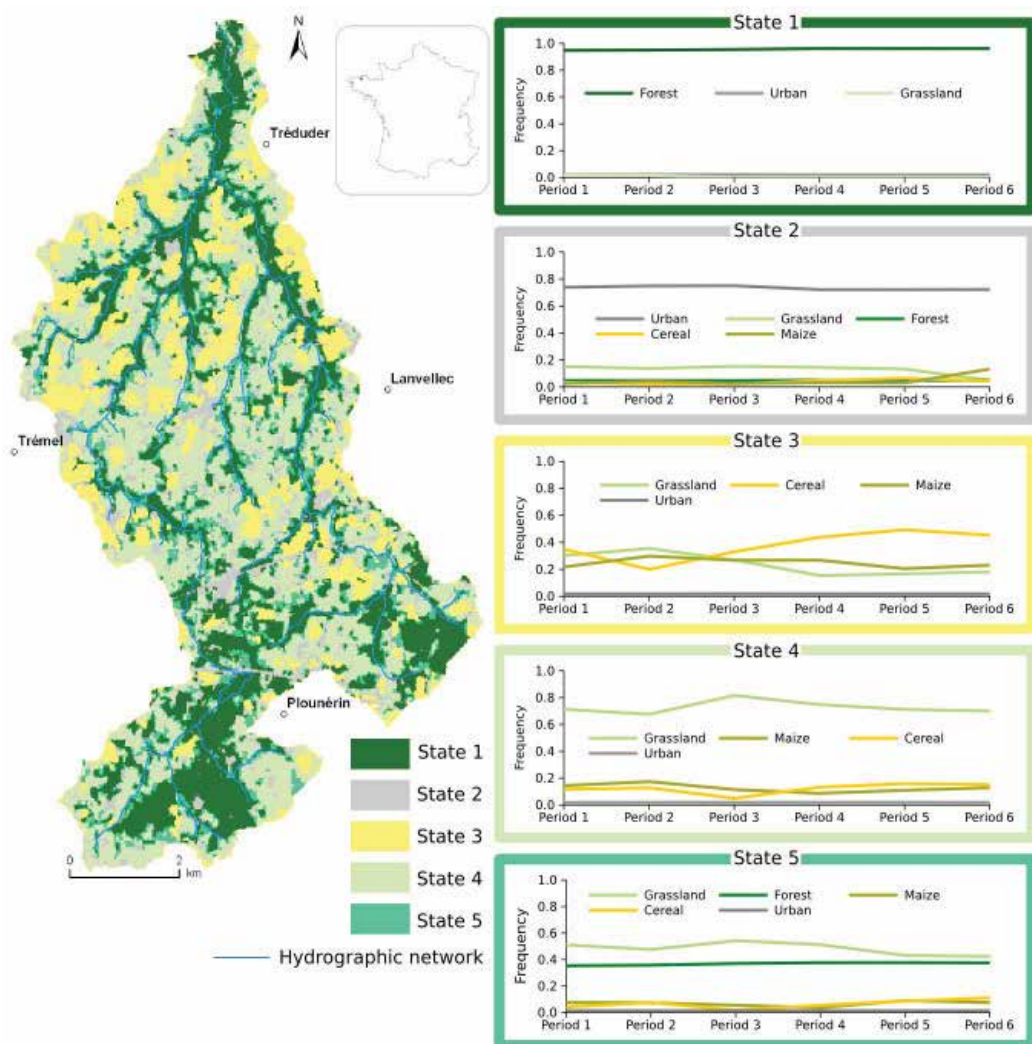 N
Tréduder
Lanvellec
Trémel
Plounérin
0 2
km
State 1
State 2
State 3
State 4
State 5
Hydrographic network
State 1
Frequency
1.0
0.8
0.6
0.4
0.2
0.0
Forest Urban Grassland
Period 1 Period 2 Period 3 Period 4 Period 5 Period 6
State 2
Frequency
1.0
0.8
0.6
0.4
0.2
0.0
Urban Grassland Forest
Cereal Maize
Period 1 Period 2 Period 3 Period 4 Period 5 Period 6
State 3
Frequency
1.0
0.8
0.6
0.4
0.2
0.0
Grassland Cereal Maize
Urban
Period 1 Period 2 Period 3 Period 4 Period 5 Period 6
State 4
Frequency
1.0
0.8
0.6
0.4
0.2
0.0
Grassland Maize Cereal
Urban
Period 1 Period 2 Period 3 Period 4 Period 5 Period 6
State 5
Frequency
1.0
0.8
0.6
0.4
0.2
0.0
Grassland Forest Maize
Cereal Urban
Period 1 Period 2 Period 3 Period 4 Period 5 Period 6